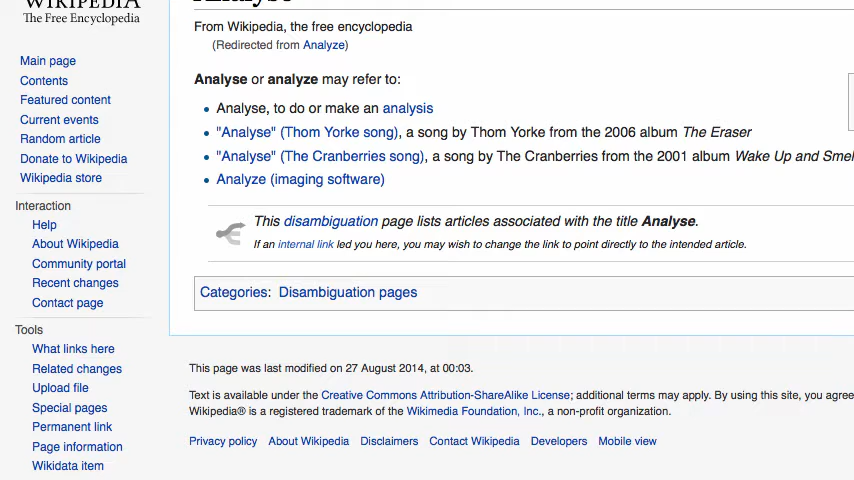 The Free Encyclopedia
Main page
Contents
Featured content
Current events
Random article
Donate to Wikipedia
Wikipedia store
Interaction
Help
About Wikipedia
Community portal
Recent changes
Contact page
Tools
What links here
Related changes
Upload file
Special pages
Permanent link
Page information
Wikidata item
From Wikipedia, the free encyclopedia
(Redirected from Analyze)
Analyse or analyze may refer to:
Analyse, to do or make an analysis
"Analyse" (Thom Yorke song), a song by Thom Yorke from the 2006 album The Eraser
"Analyse" (The Cranberries song), a song by The Cranberries from the 2001 album Wake Up and Smel
Analyze (imaging software)
This disambiguation page lists articles associated with the title Analyse.
If an internal link led you here, you may wish to change the link to point directly to the intended article.
Categories: Disambiguation pages
This page was last modified on 27 August 2014, at 00:03.
Text is available under the Creative Commons Attribution-ShareAlike License; additional terms may apply. By using this site, you agree
Wikipedia® is a registered trademark of the Wikimedia Foundation, Inc., a non-profit organization.
Privacy policy About Wikipedia Disclaimers Contact Wikipedia Developers Mobile view